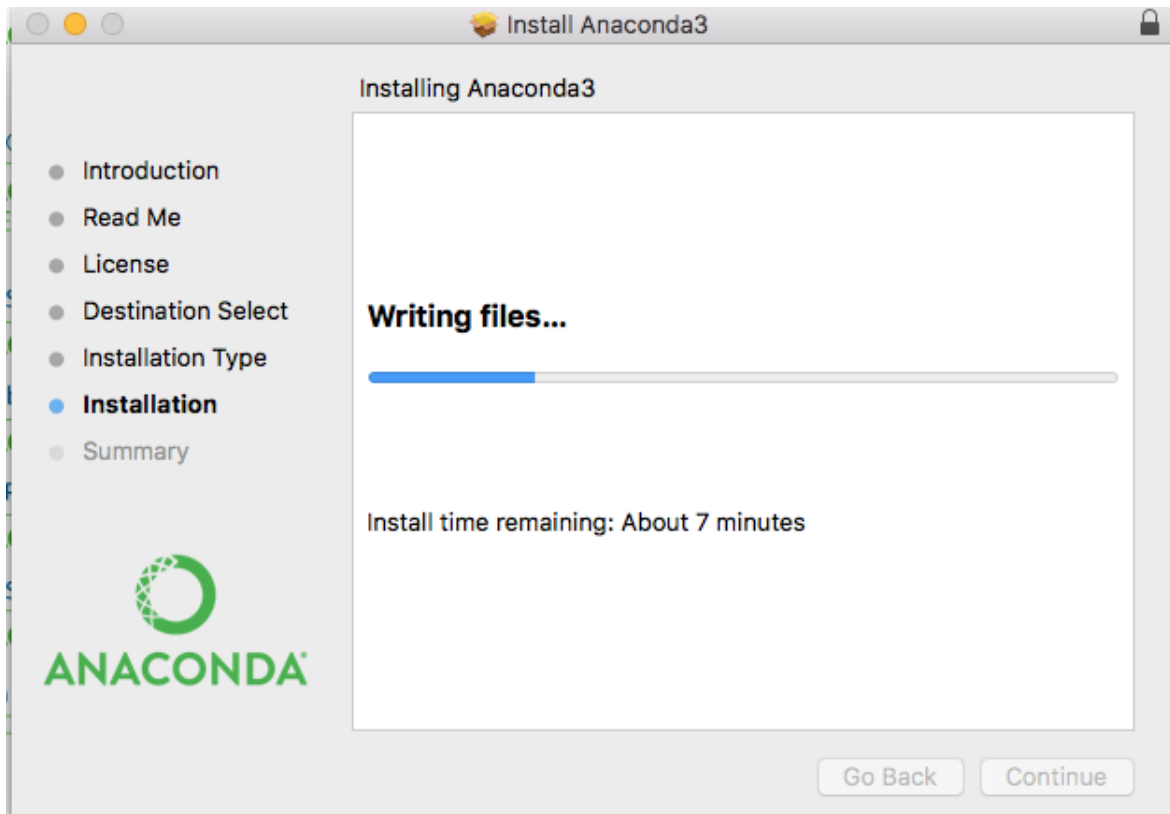 Install Anaconda3
Installing Anaconda3
Introduction
Read Me
License
Destination Select
Installation Type
Installation
Summary
Writing files...
Install time remaining: About 7 minutes
ANACONDA
Go Back
Continue